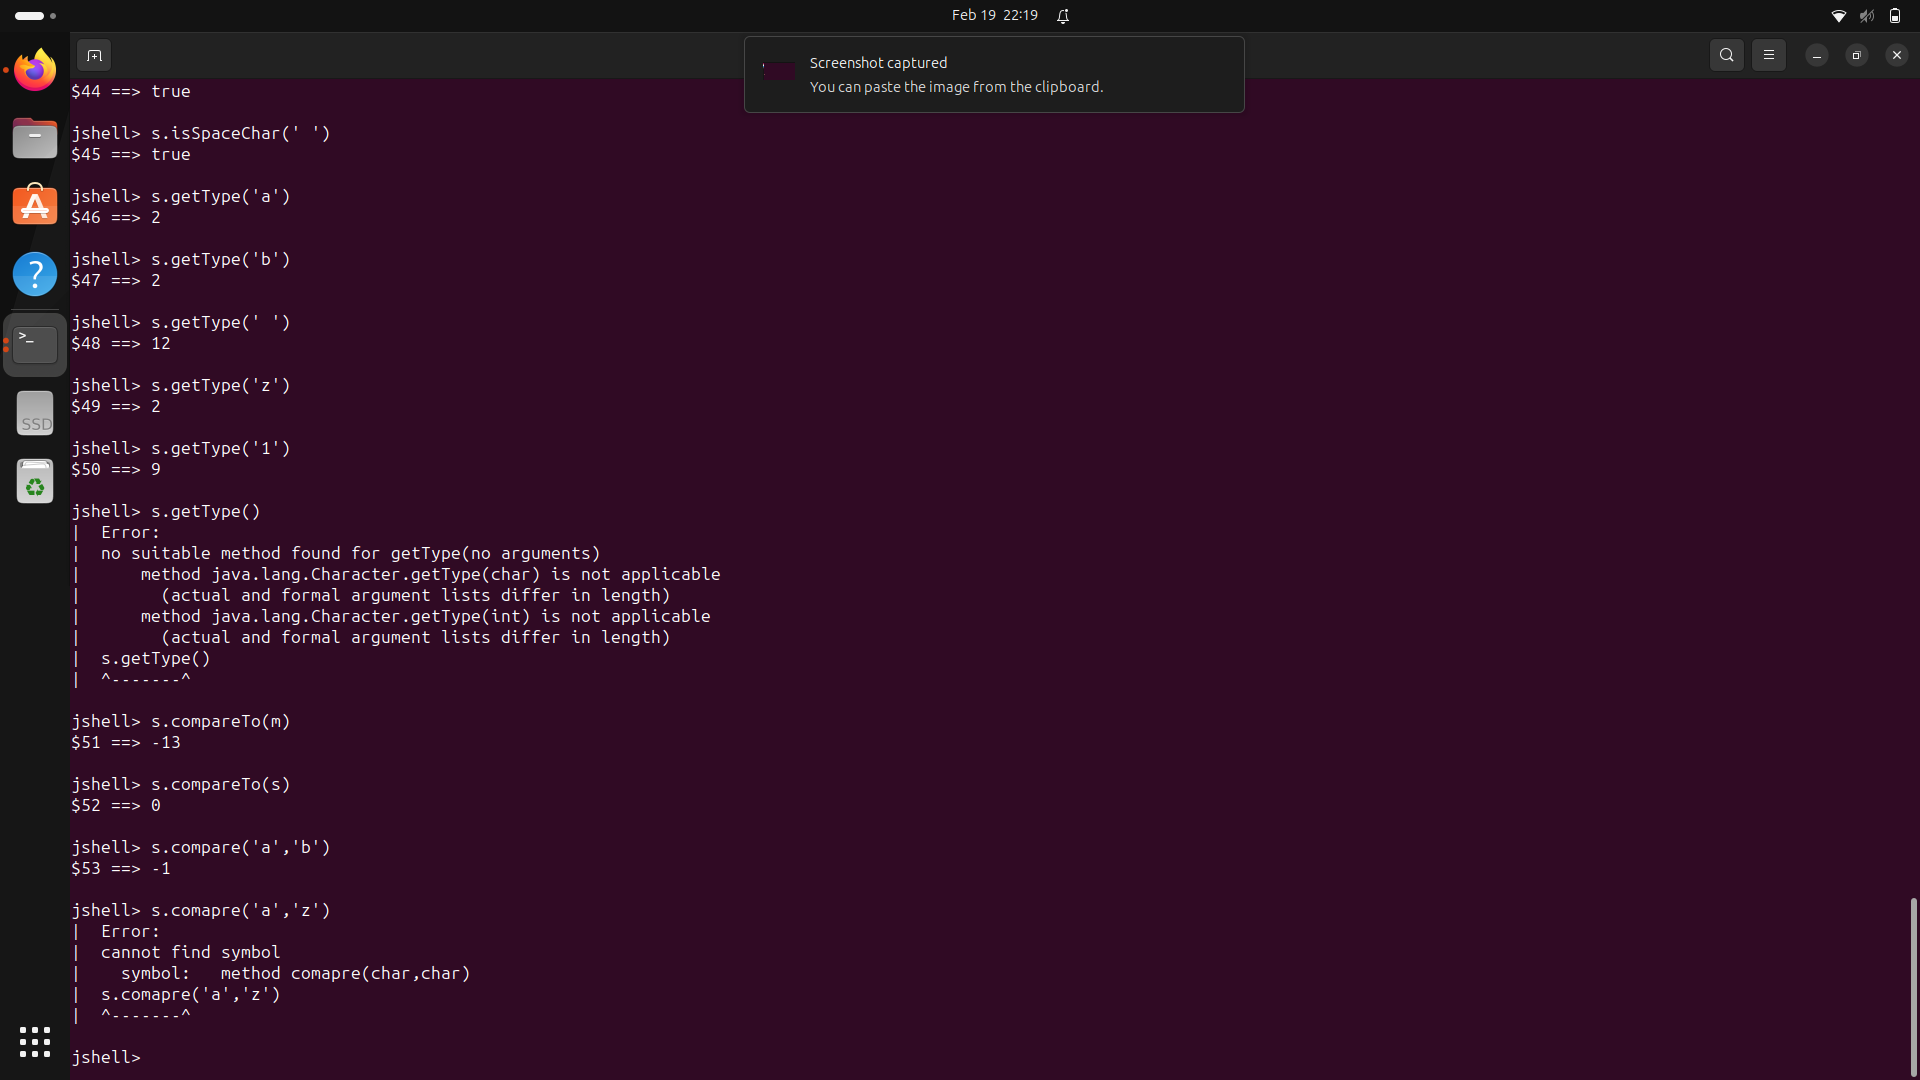 Feb 19 22:19
Screenshot captured
You can paste the image from the clipboard.
$44 ==> true
jshell> s.isSpaceChar(' ')
$45 ==> true
jshell> s.getType('a')
$46 ==> 2
jshell> s.getType('b')
$47 ==> 2
jshell> s.getType(' ')
$48 ==> 12
jshell> s.getType('z')
$49 ==> 2
jshell> s.getType('1')
$50 ==> 9
jshell> s.getType()
|  Error:
|  no suitable method found for getType(no arguments)
|      method java.lang.Character.getType(char) is not applicable
|        (actual and formal argument lists differ in length)
|      method java.lang.Character.getType(int) is not applicable
|        (actual and formal argument lists differ in length)
|  s.getType()
|  ^-------^
jshell> s.compareTo(m)
$51 ==> -13
jshell> s.compareTo(s)
$52 ==> 0
jshell> s.compare('a','b')
$53 ==> -1
jshell> s.comapre('a','z')
|  Error:
|  cannot find symbol
|    symbol:   method comapre(char,char)
|  s.comapre('a','z')
|  ^-------^
jshell>
SSD